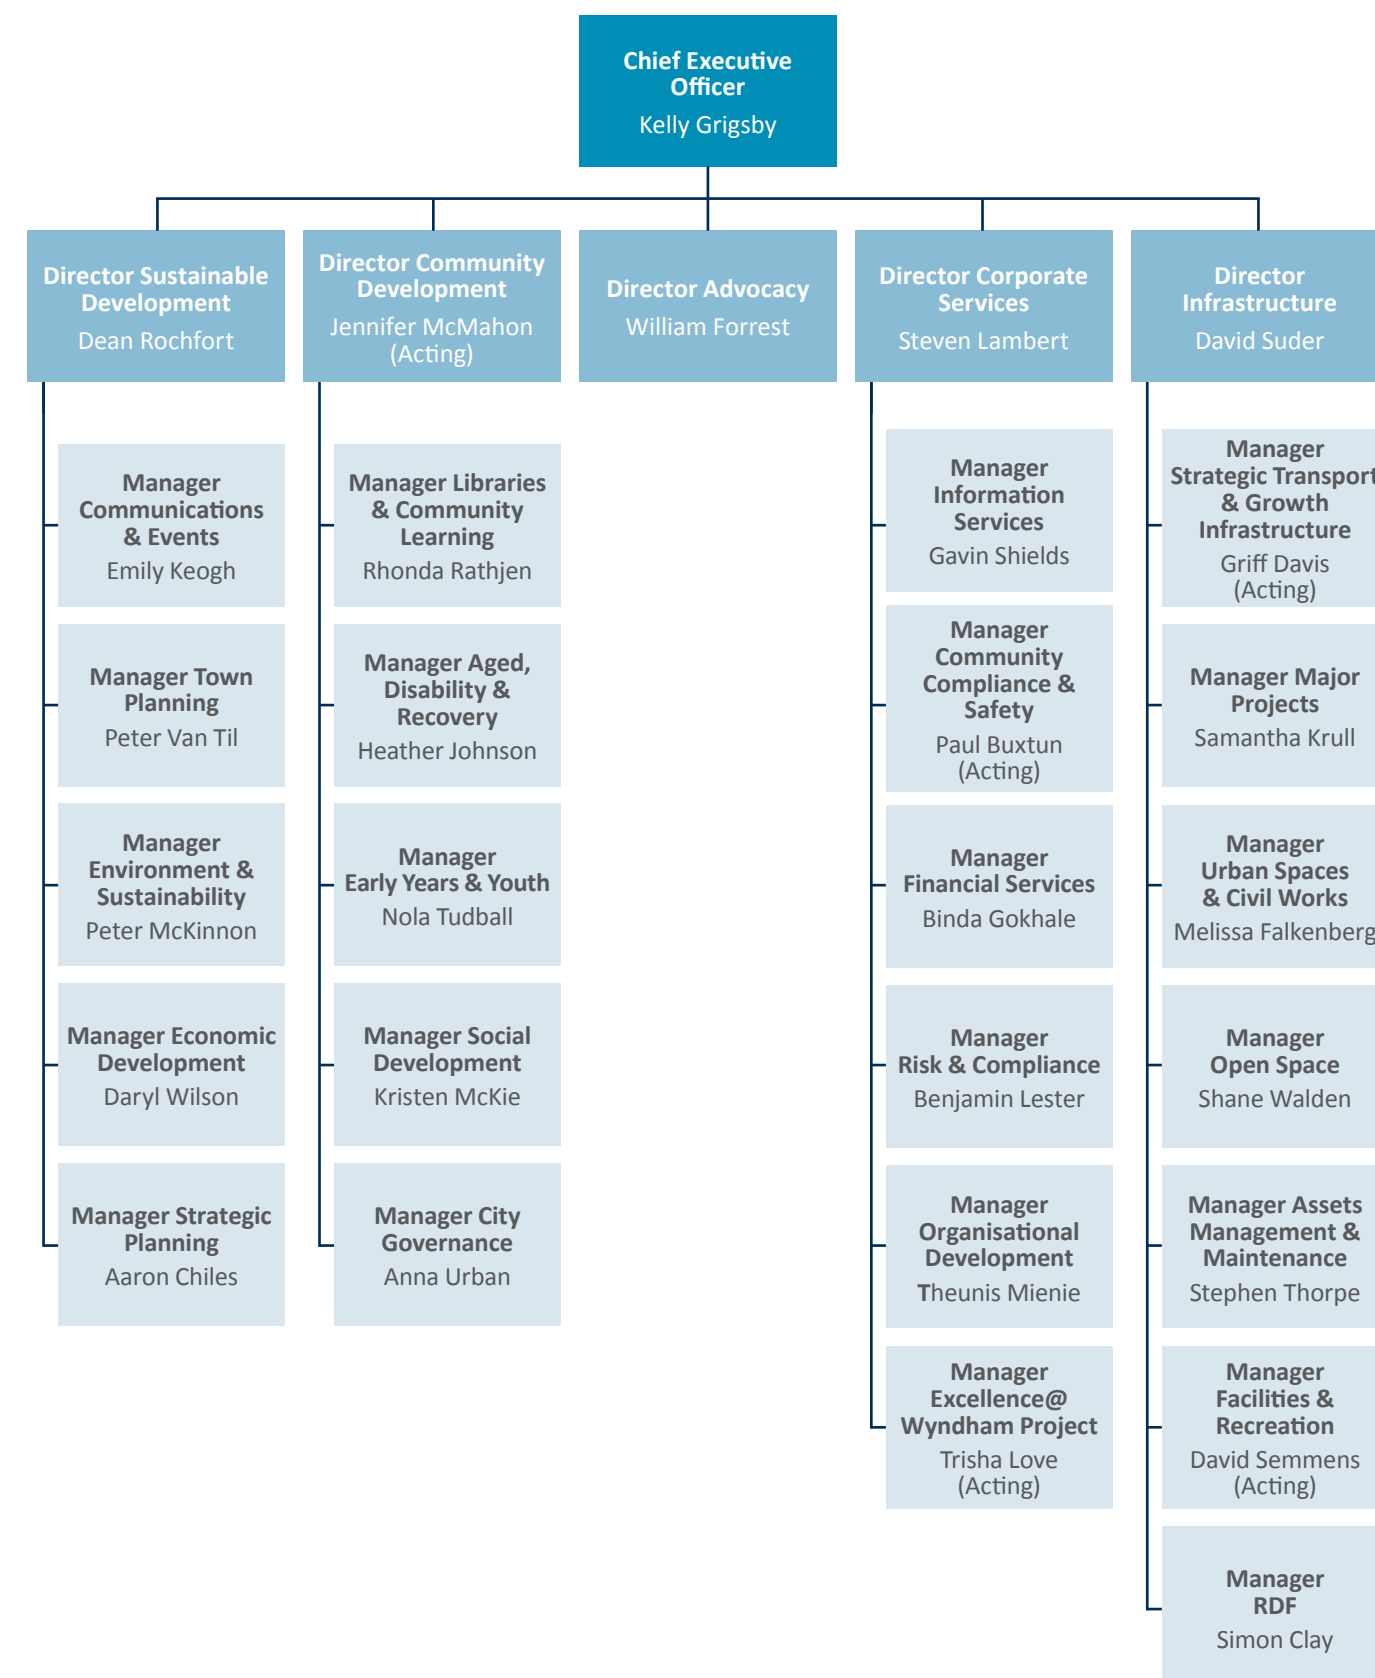 Chief Executive
Officer
Kelly Grigsby
Director Sustainable
Development
Dean Rochfort
Director Community
Development
Jennifer McMahon
(Acting)
Director Advocacy
William Forrest
Director Corporate
Services
Steven Lambert
Director
Infrastructure
David Suder
Manager
Communications
& Events
Emily Keogh
Manager Town
Planning
Peter Van Til
Manager
Environment &
Sustainability
Peter McKinnon
Manager Economic
Development
Daryl Wilson
Manager Strategic
Planning
Aaron Chiles
Manager Libraries
& Community
Learning
Rhonda Rathjen
Manager Aged,
Disability &
Recovery
Heather Johnson
Manager
Early Years & Youth
Nola Tudball
Manager Social
Development
Kristen McKie
Manager City
Governance
Anna Urban
Manager
Information
Services
Gavin Shields
Manager
Community
Compliance &
Safety
Paul Buxtun
(Acting)
Manager
Financial Services
Binda Gokhale
Manager
Risk & Compliance
Benjamin Lester
Manager
Organisational
Development
Theunis Mienie
Manager
Excellence@
Wyndham Project
Trisha Love
(Acting)
Manager
Strategic Transport
& Growth
Infrastructure
Griff Davis
(Acting)
Manager Major
Projects
Samantha Krull
Manager
Urban Spaces
& Civil Works
Melissa Falkenberg
Manager
Open Space
Shane Walden
Manager Assets
Management &
Maintenance
Stephen Thorpe
Manager
Facilities &
Recreation
David Semmens
(Acting)
Manager
RDF
Simon Clay